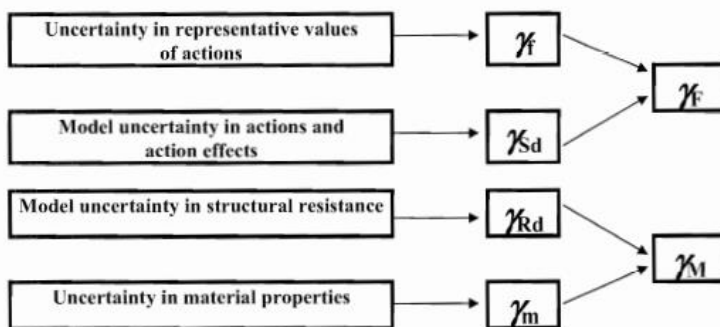 Uncertainty in representative values
of actions
γf
Model uncertainty in actions and
action effects
γSd
γF
Model uncertainty in structural resistance
γRd
Uncertainty in material properties
γm
γM